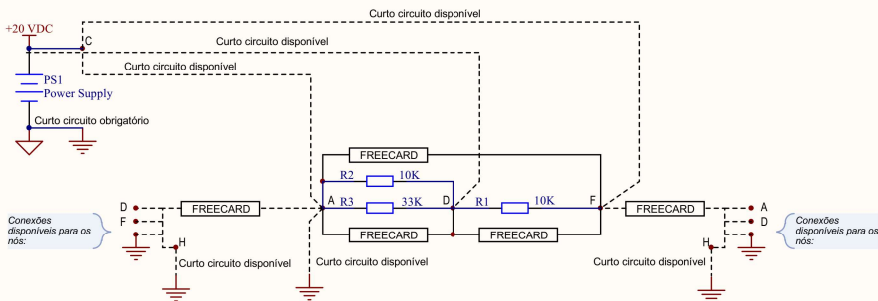 Curto circuito disponível
+20 VDC
C
Curto circuito disponível
Curto circuito disponível
PS1
Power Supply
Curto circuito obrigatório
FREECARD
R2 10K
A R3 33K D R1 10K F
FREECARD FREECARD
D FREECARD
F
Conexões
disponíveis para os
nós:
H
Curto circuito disponível
Curto circuito disponível
FREECARD A
D
Conexões
disponíveis para os
nós:
H
Curto circuito disponível